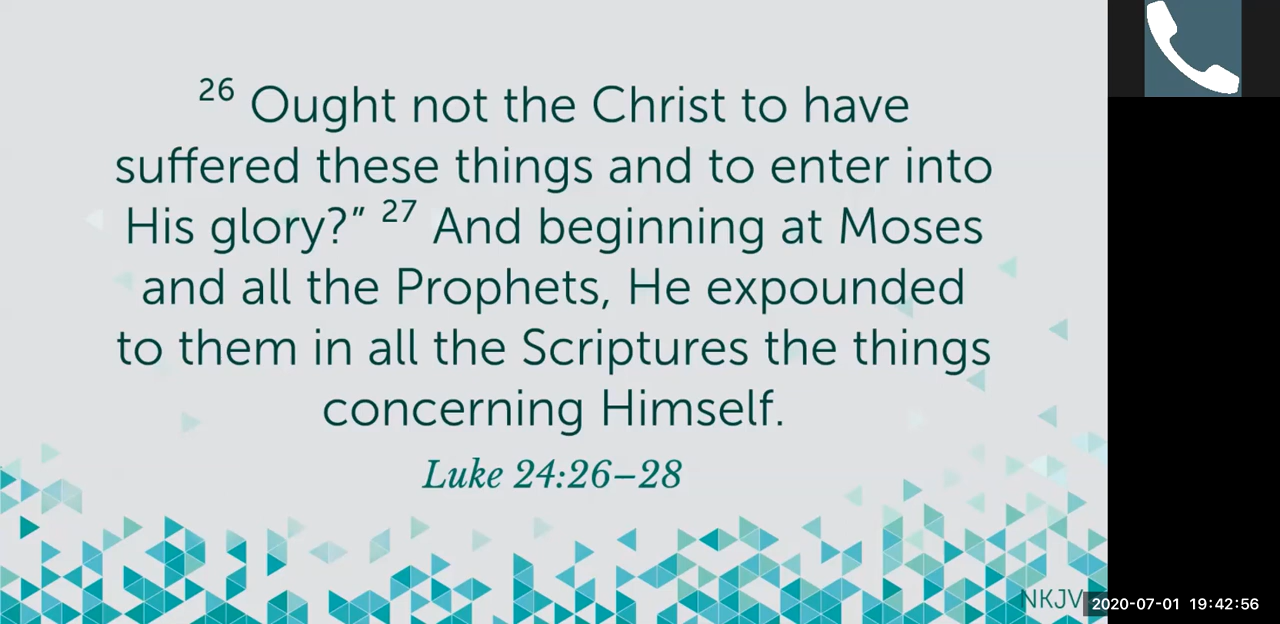 26 Ought not the Christ to have
suffered these things and to enter into
His glory?” 27 And beginning at Moses
and all the Prophets, He expounded
to them in all the Scriptures the things
concerning Himself.
Luke 24:26–28
NKJV
2020-07-01 19:42:56